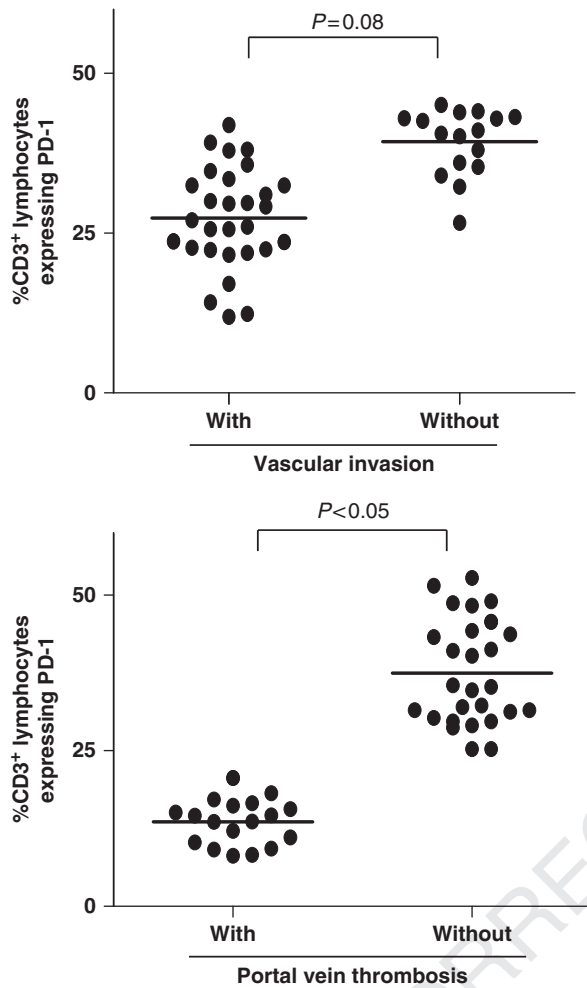 P=0.08
50
25
0
%CD3+ lymphocytes
expressing PD-1
With Without
Vascular invasion
P<0.05
50
25
0
%CD3+ lymphocytes
expressing PD-1
With Without
Portal vein thrombosis